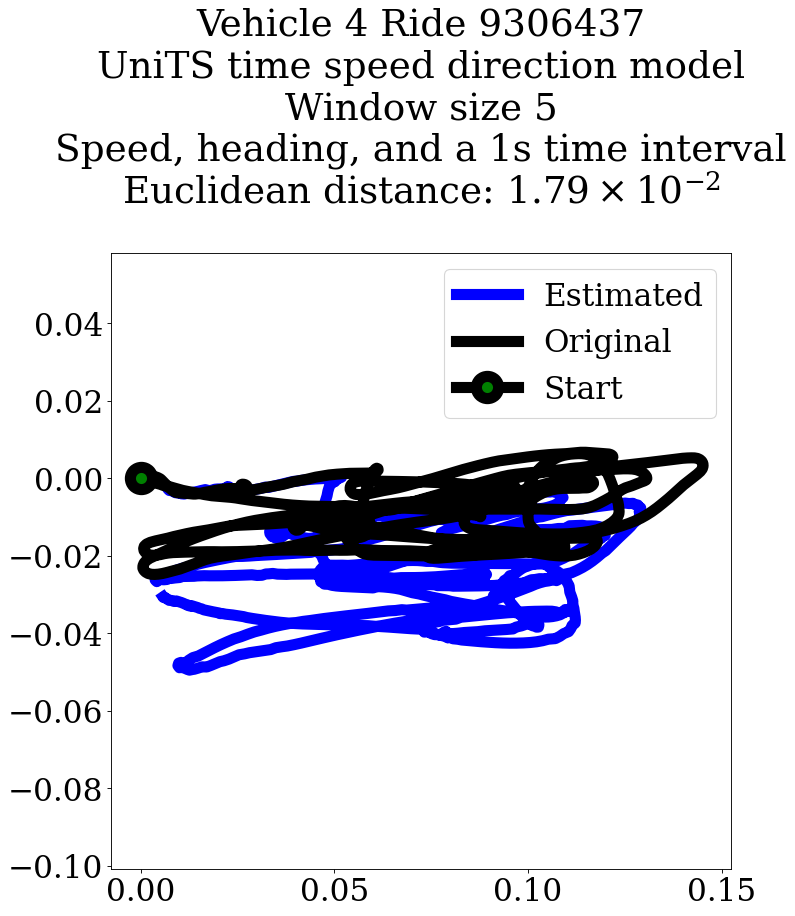 Vehicle 4 Ride 9306437
UniTS time speed direction model
Window size 5
Speed, heading, and a 1s time interval
Euclidean distance: 1.79 × 10⁻²
Estimated
Original
Start
0.04
0.02
0.00
−0.02
−0.04
−0.06
−0.08
−0.10
0.00 0.05 0.10 0.15